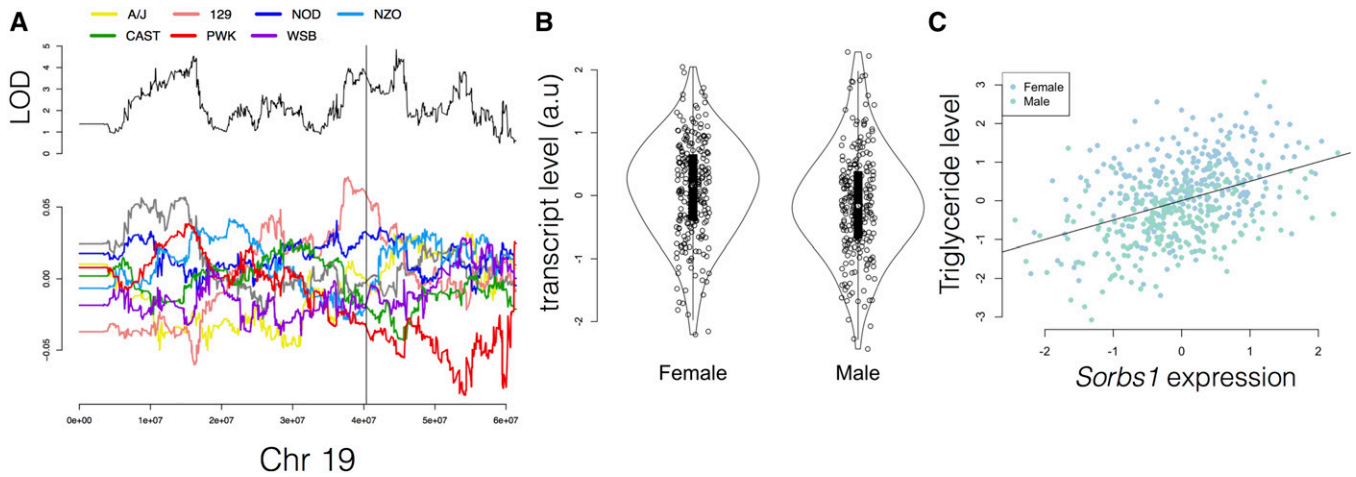 A
A/J 129 NOD NZO
CAST PWK WSB
LOD
5
4
3
2
1
0
0.05
0.00
-0.05
0e+00 1e+07 2e+07 3e+07 4e+07 5e+07 6e+07
Chr 19
B
transcript level (a.u)
2
1
0
-1
-2
Female Male
C
Female
Male
Triglyceride level
3
2
1
0
-1
-2
-3
-2 -1 0 1 2
Sorbs1 expression